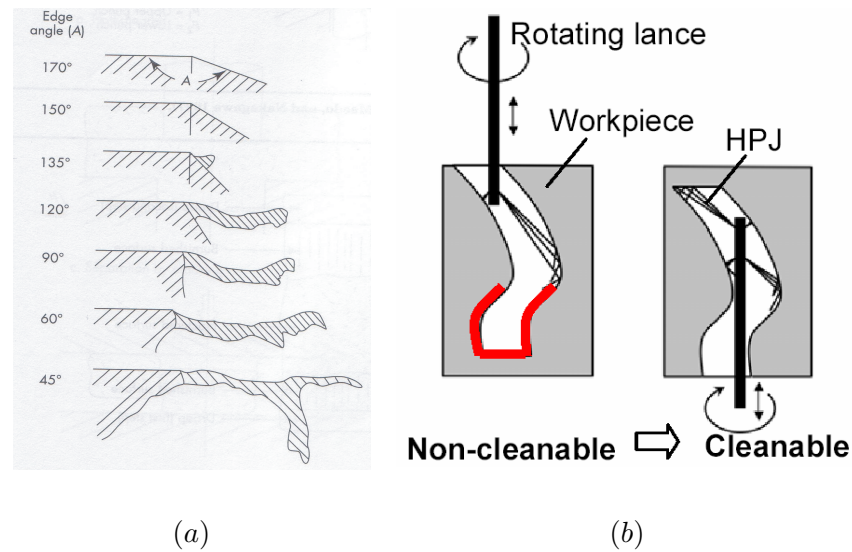 Edge
angle (A)
170°
A
150°
135°
120°
90°
60°
45°
(a)
Rotating lance
Workpiece
HPJ
Non-cleanable
Cleanable
(b)